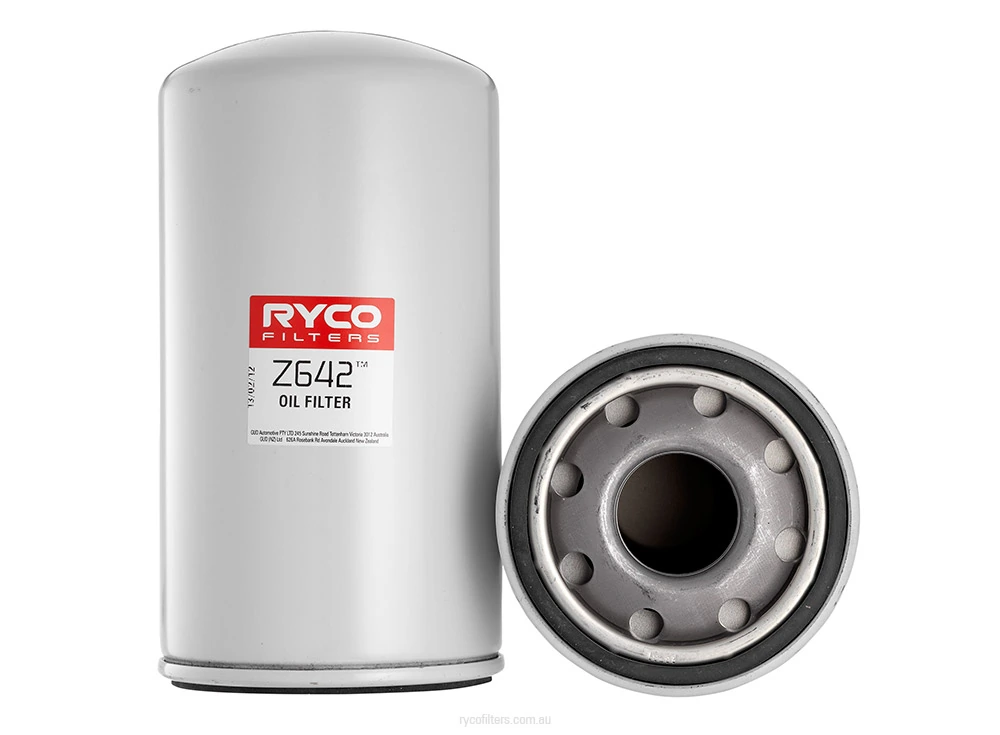 RYCO
FILTERS
Z642™
OIL FILTER
13/02/12
GUD Automotive PTY LTD 245 Sunshine Road Tottenham Victoria 3012 Australia
GUD (NZ) Ltd 626A Rosebank Rd Avondale Auckland New Zealand
rycofilters.com.au